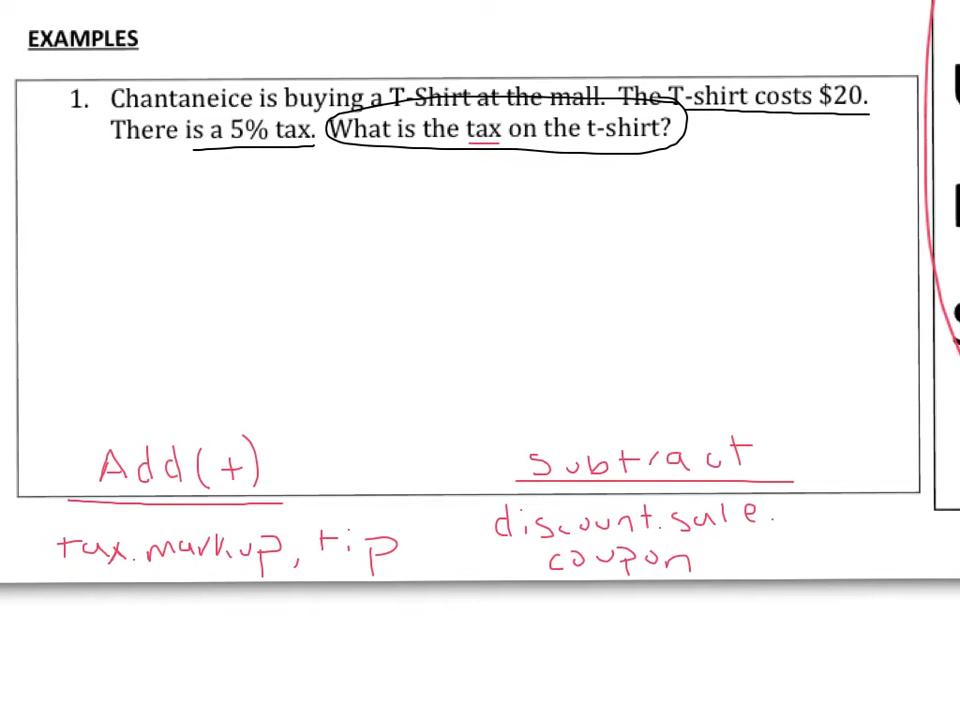 EXAMPLES
1. Chantaneice is buying a T-Shirt at the mall. The T-shirt costs $20.
There is a 5% tax. What is the tax on the t-shirt?
Add (+)
Subtract
tax. markup, tip
discount. sale.
coupon